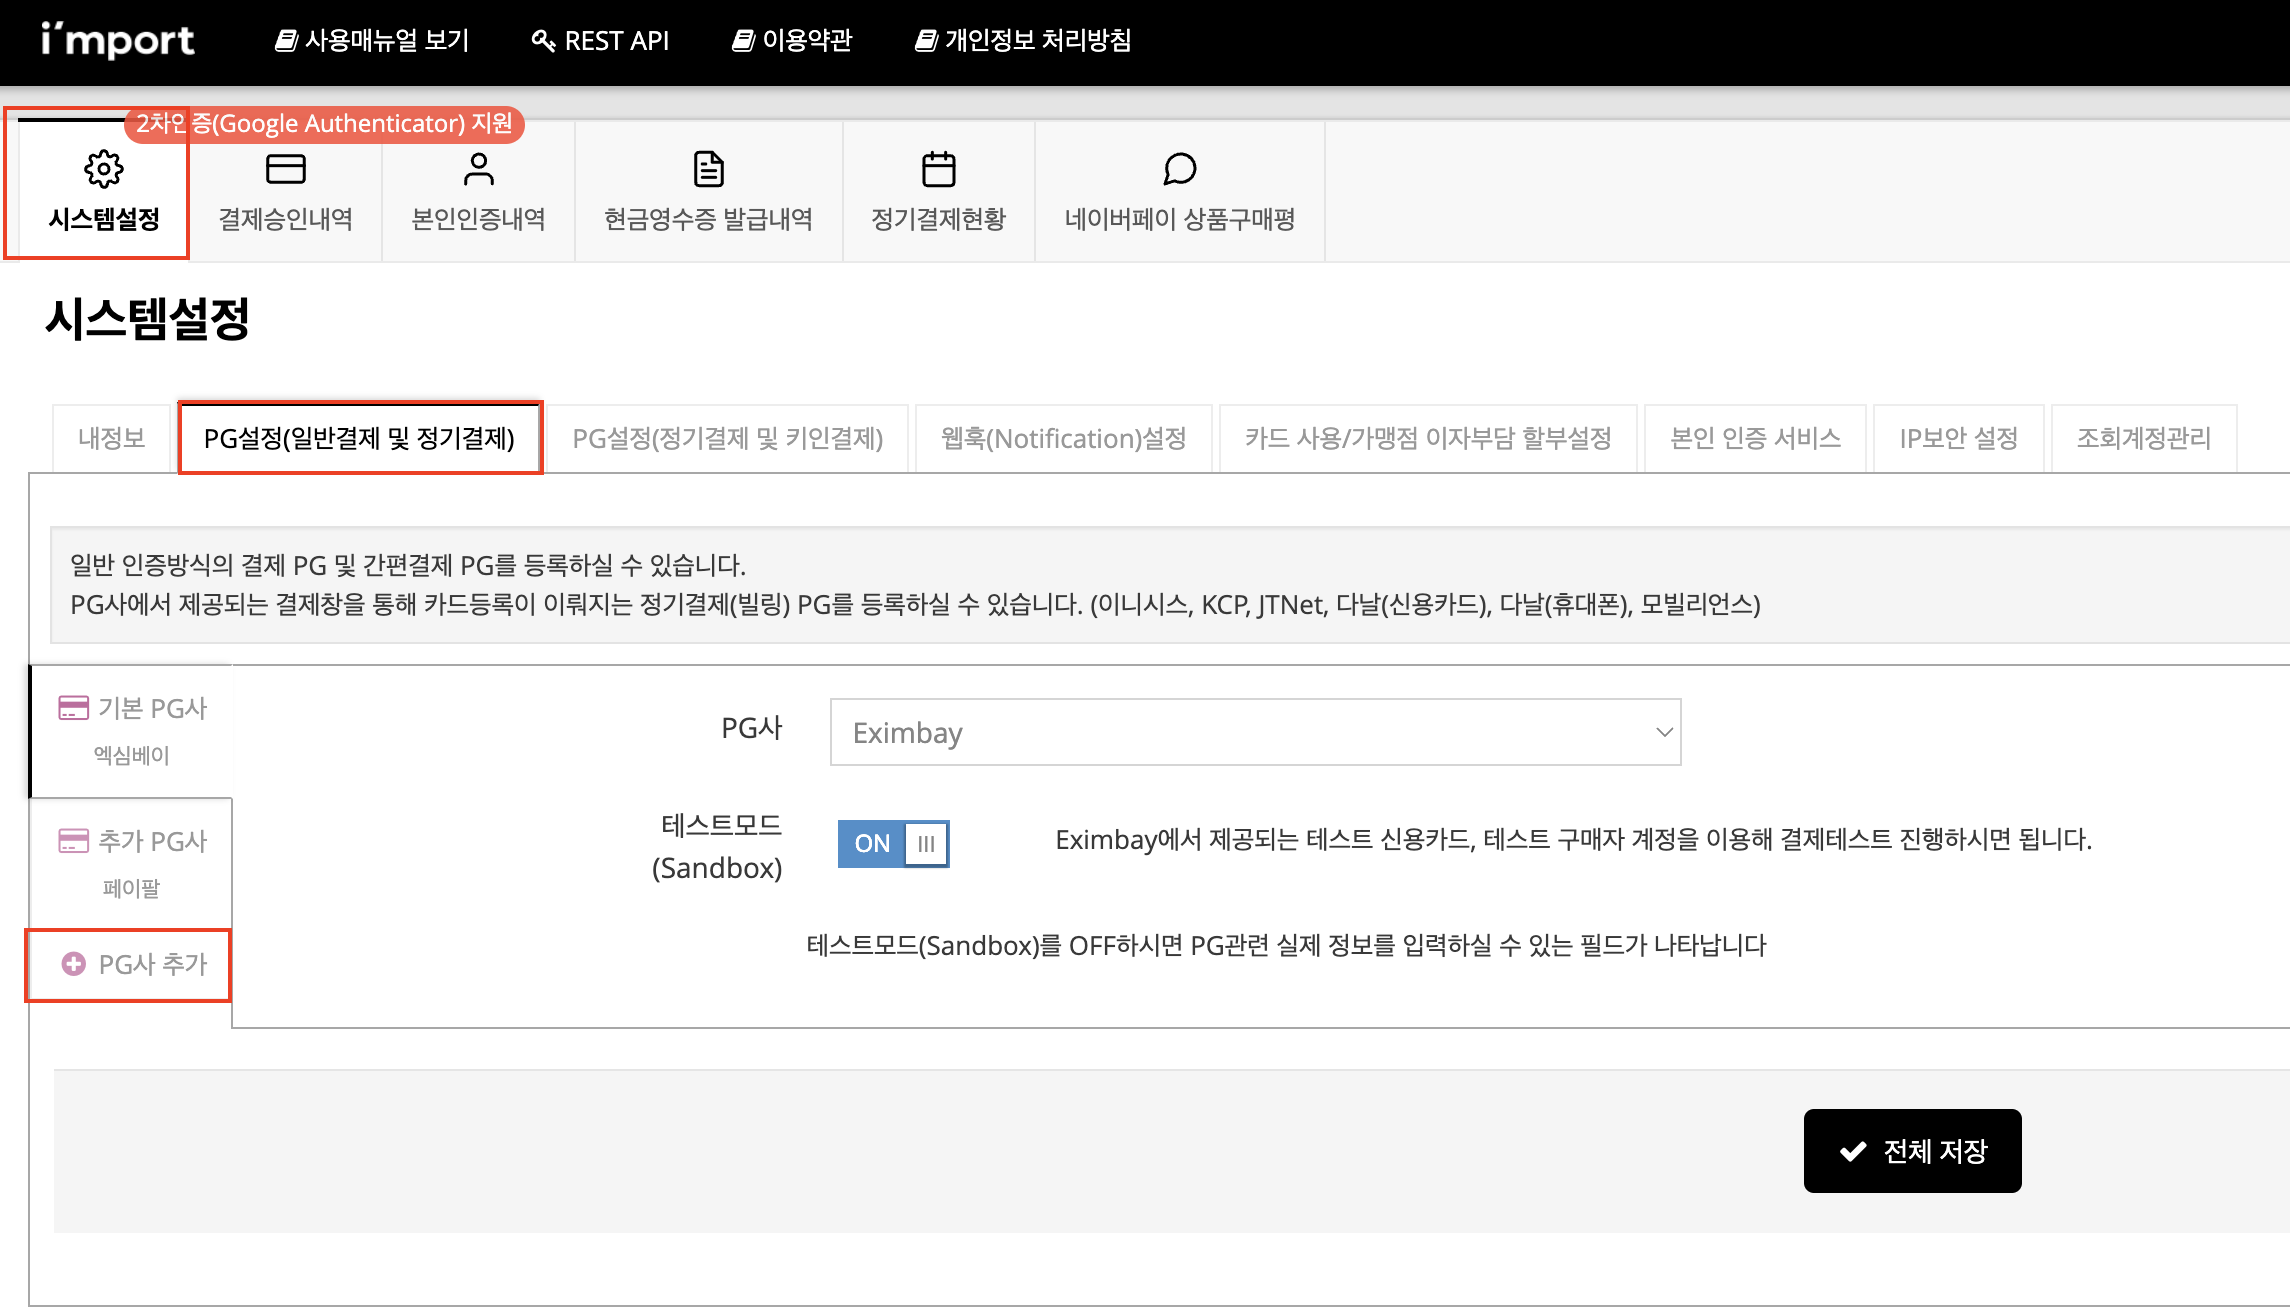 i'mport
사용매뉴얼 보기
REST API
이용약관
개인정보 처리방침
2차인증(Google Authenticator) 지원
시스템설정
결제승인내역
본인인증내역
현금영수증 발급내역
정기결제현황
네이버페이 상품구매평
시스템설정
내정보
PG설정(일반결제 및 정기결제)
PG설정(정기결제 및 키인결제)
웹훅(Notification)설정
카드 사용/가맹점 이자부담 할부설정
본인 인증 서비스
IP보안 설정
조회계정관리
일반 인증방식의 결제 PG 및 간편결제 PG를 등록하실 수 있습니다.
PG사에서 제공되는 결제창을 통해 카드등록이 이뤄지는 정기결제(빌링) PG를 등록하실 수 있습니다. (이니시스, KCP, JTNet, 다날(신용카드), 다날(휴대폰), 모빌리언스)
기본 PG사
엑심베이
추가 PG사
페이팔
PG사 추가
PG사
Eximbay
테스트모드
(Sandbox)
ON
Eximbay에서 제공되는 테스트 신용카드, 테스트 구매자 계정을 이용해 결제테스트 진행하시면 됩니다.
테스트모드(Sandbox)를 OFF하시면 PG관련 실제 정보를 입력하실 수 있는 필드가 나타납니다
전체 저장